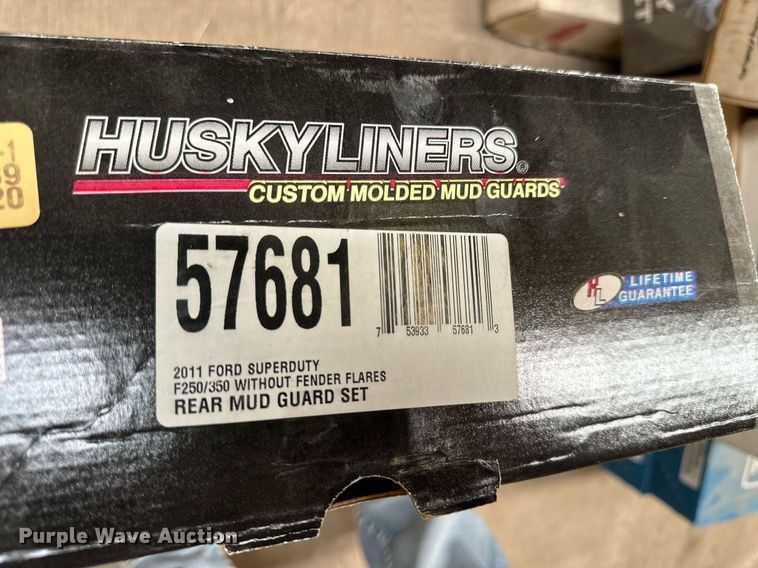 HUSKYLINERS
CUSTOM MOLDED MUD GUARDS
57681
7 53933 57681 3
2011 FORD SUPERDUTY
F250/350 WITHOUT FENDER FLARES
REAR MUD GUARD SET
HL LIFETIME
GUARANTEE
Purple Wave Auction